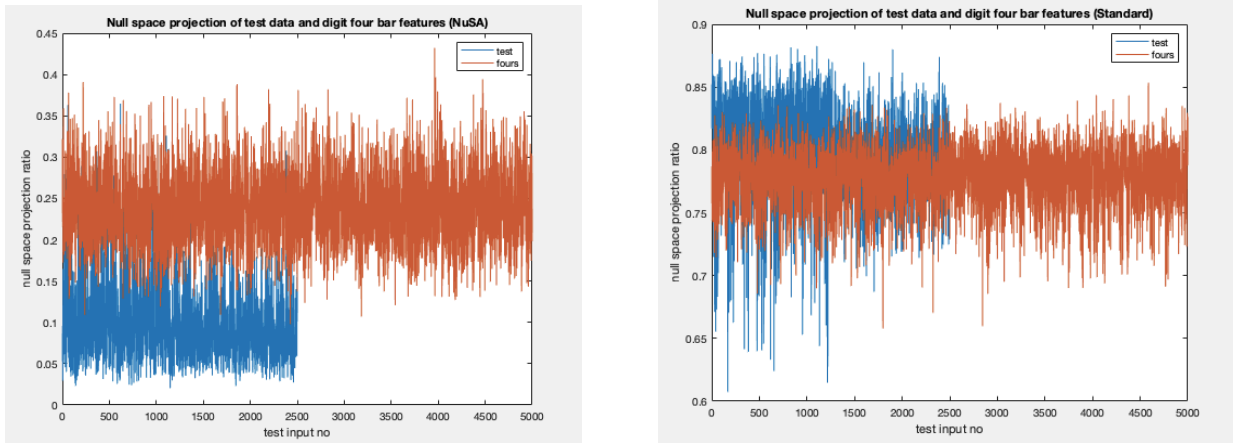 Null space projection of test data and digit four bar features (NuSA)
0.45
0.4
0.35
0.3
0.25
0.2
0.15
0.1
0.05
0
null space projection ratio
test
fours
0 500 1000 1500 2000 2500 3000 3500 4000 4500 5000
test input no
Null space projection of test data and digit four bar features (Standard)
0.9
0.85
0.8
0.75
0.7
0.65
0.6
null space projection ratio
test
fours
0 500 1000 1500 2000 2500 3000 3500 4000 4500 5000
test input no